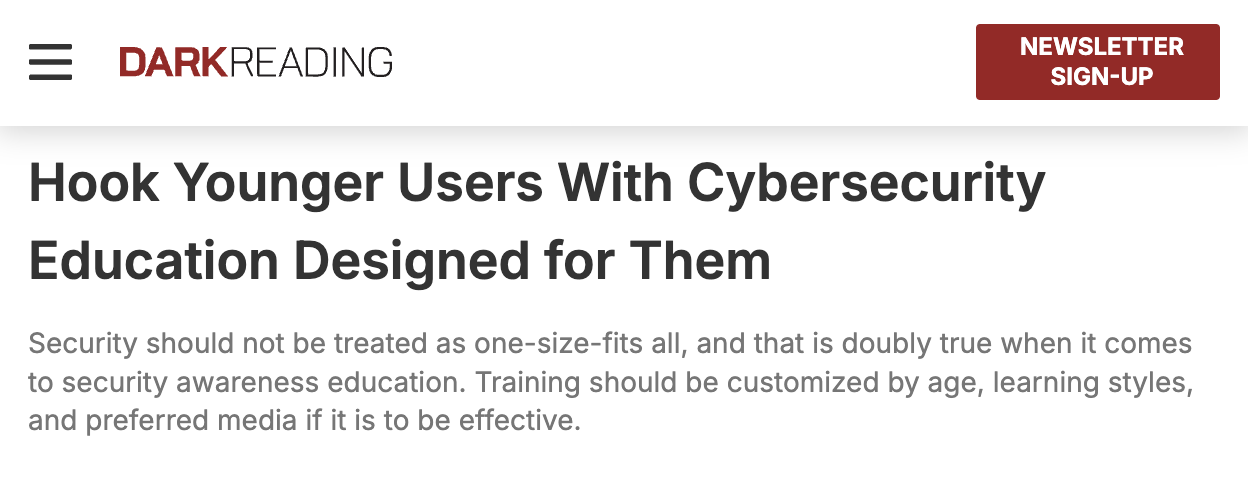 DARKREADING
NEWSLETTER
SIGN-UP
Hook Younger Users With Cybersecurity
Education Designed for Them
Security should not be treated as one-size-fits all, and that is doubly true when it comes
to security awareness education. Training should be customized by age, learning styles,
and preferred media if it is to be effective.